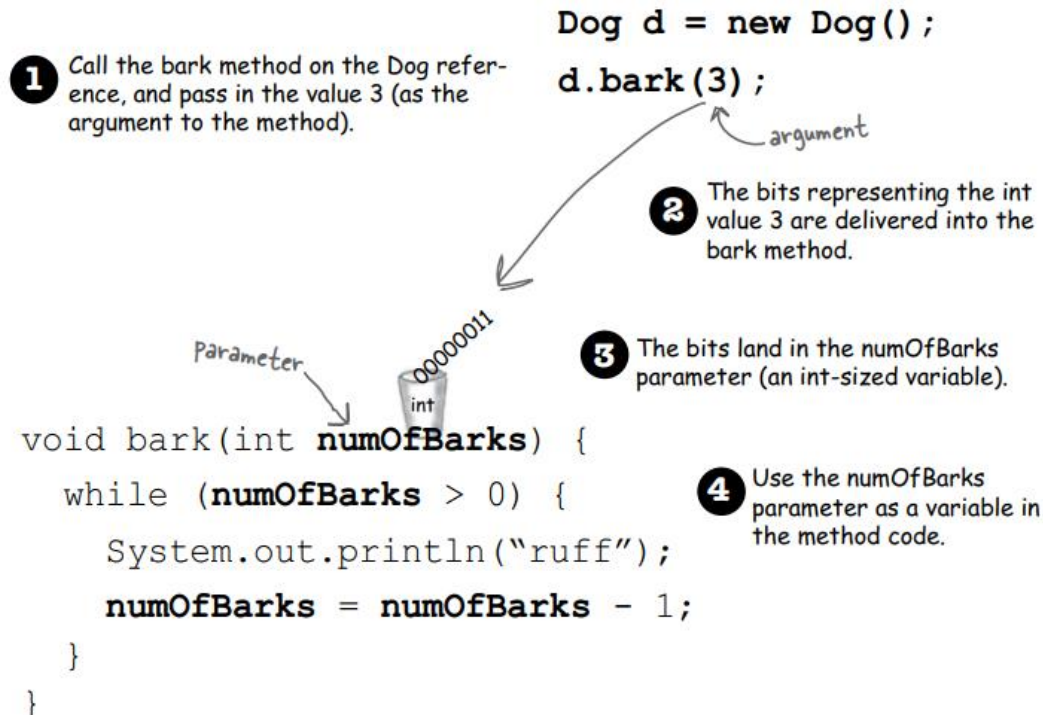 Dog d = new Dog();
d.bark(3);
1 Call the bark method on the Dog refer-
ence, and pass in the value 3 (as the
argument to the method).
argument
2 The bits representing the int
value 3 are delivered into the
bark method.
00000011
int
parameter
3 The bits land in the numOfBarks
parameter (an int-sized variable).
void bark(int numOfBarks) {
while (numOfBarks > 0) {
System.out.println(“ruff”);
numOfBarks = numOfBarks - 1;
}
}
4 Use the numOfBarks
parameter as a variable in
the method code.